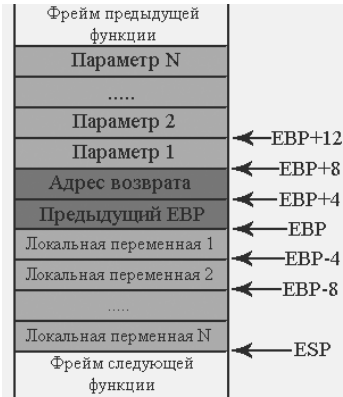 Фрейм предыдущей
функции
Параметр N
.....
Параметр 2
EBP+12
Параметр 1
EBP+8
Адрес возврата
EBP+4
Предыдущий EBP
EBP
Локальная переменная 1
EBP-4
Локальная переменная 2
EBP-8
.....
Локальная перменная N
ESP
Фрейм следующей
функции